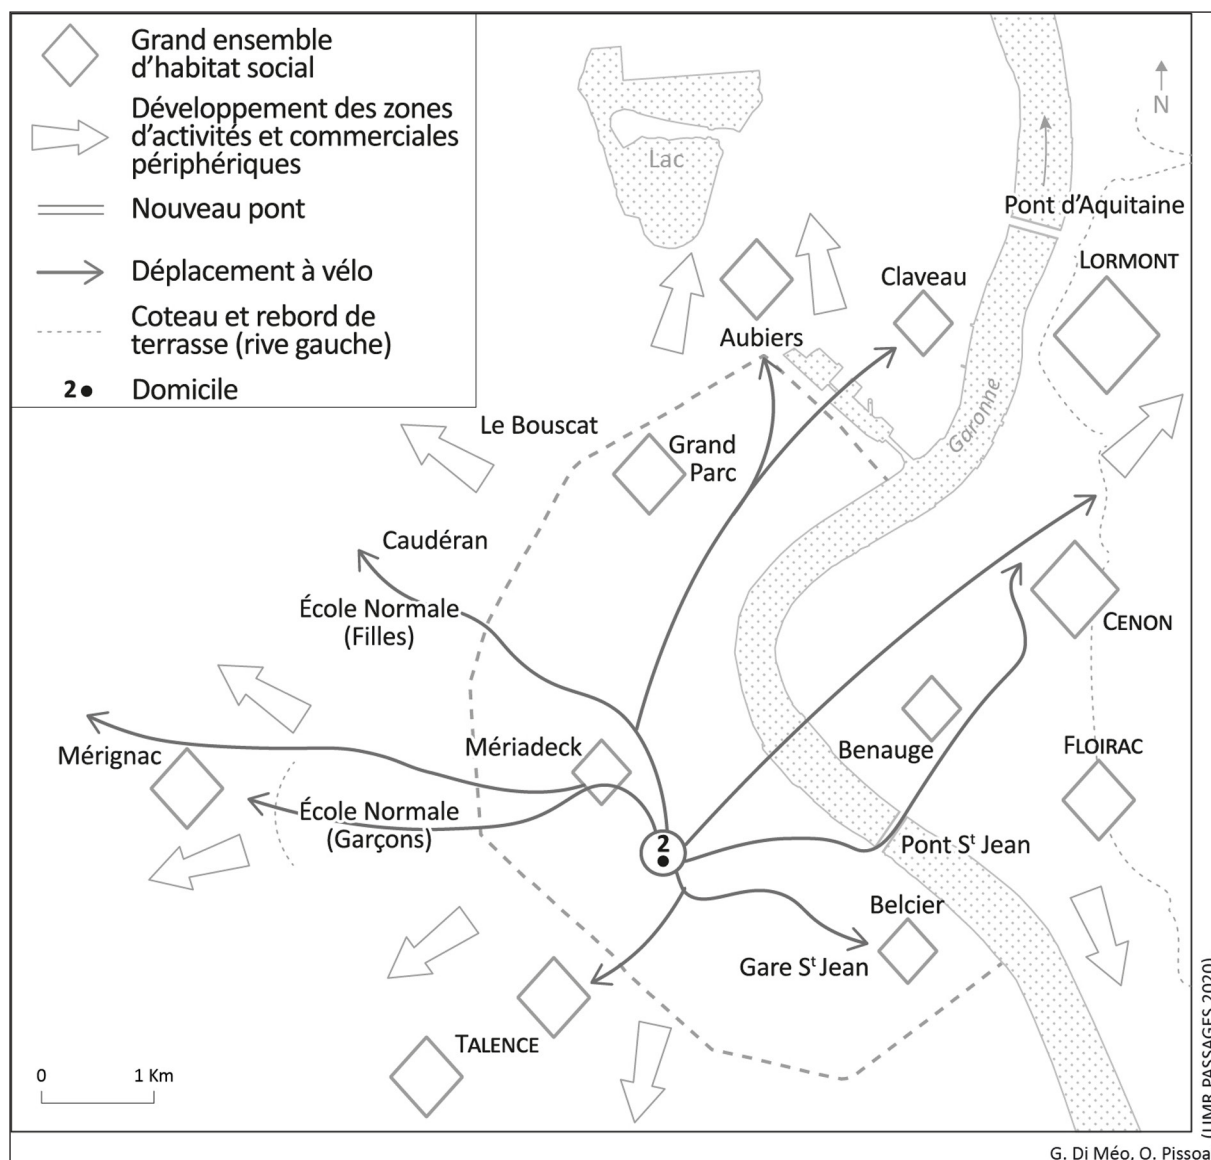 Grand ensemble
d'habitat social
Développement des zones
d'activités et commerciales
périphériques
Nouveau pont
Déplacement à vélo
Coteau et rebord de
terrasse (rive gauche)
2 Domicile
Lac
N
Pont d'Aquitaine
LORMONT
Claveau
Aubiers
Garonne
Le Bouscat
Grand
Parc
Caudéran
École Normale
(Filles)
CENON
Mériadeck
Mérignac
Benauge
FLOIRAC
École Normale
(Garçons)
2
Pont St Jean
Belcier
Gare St Jean
TALENCE
0 1 Km
(UMR PASSAGES 2020)
G. Di Méo, O. Pissoa